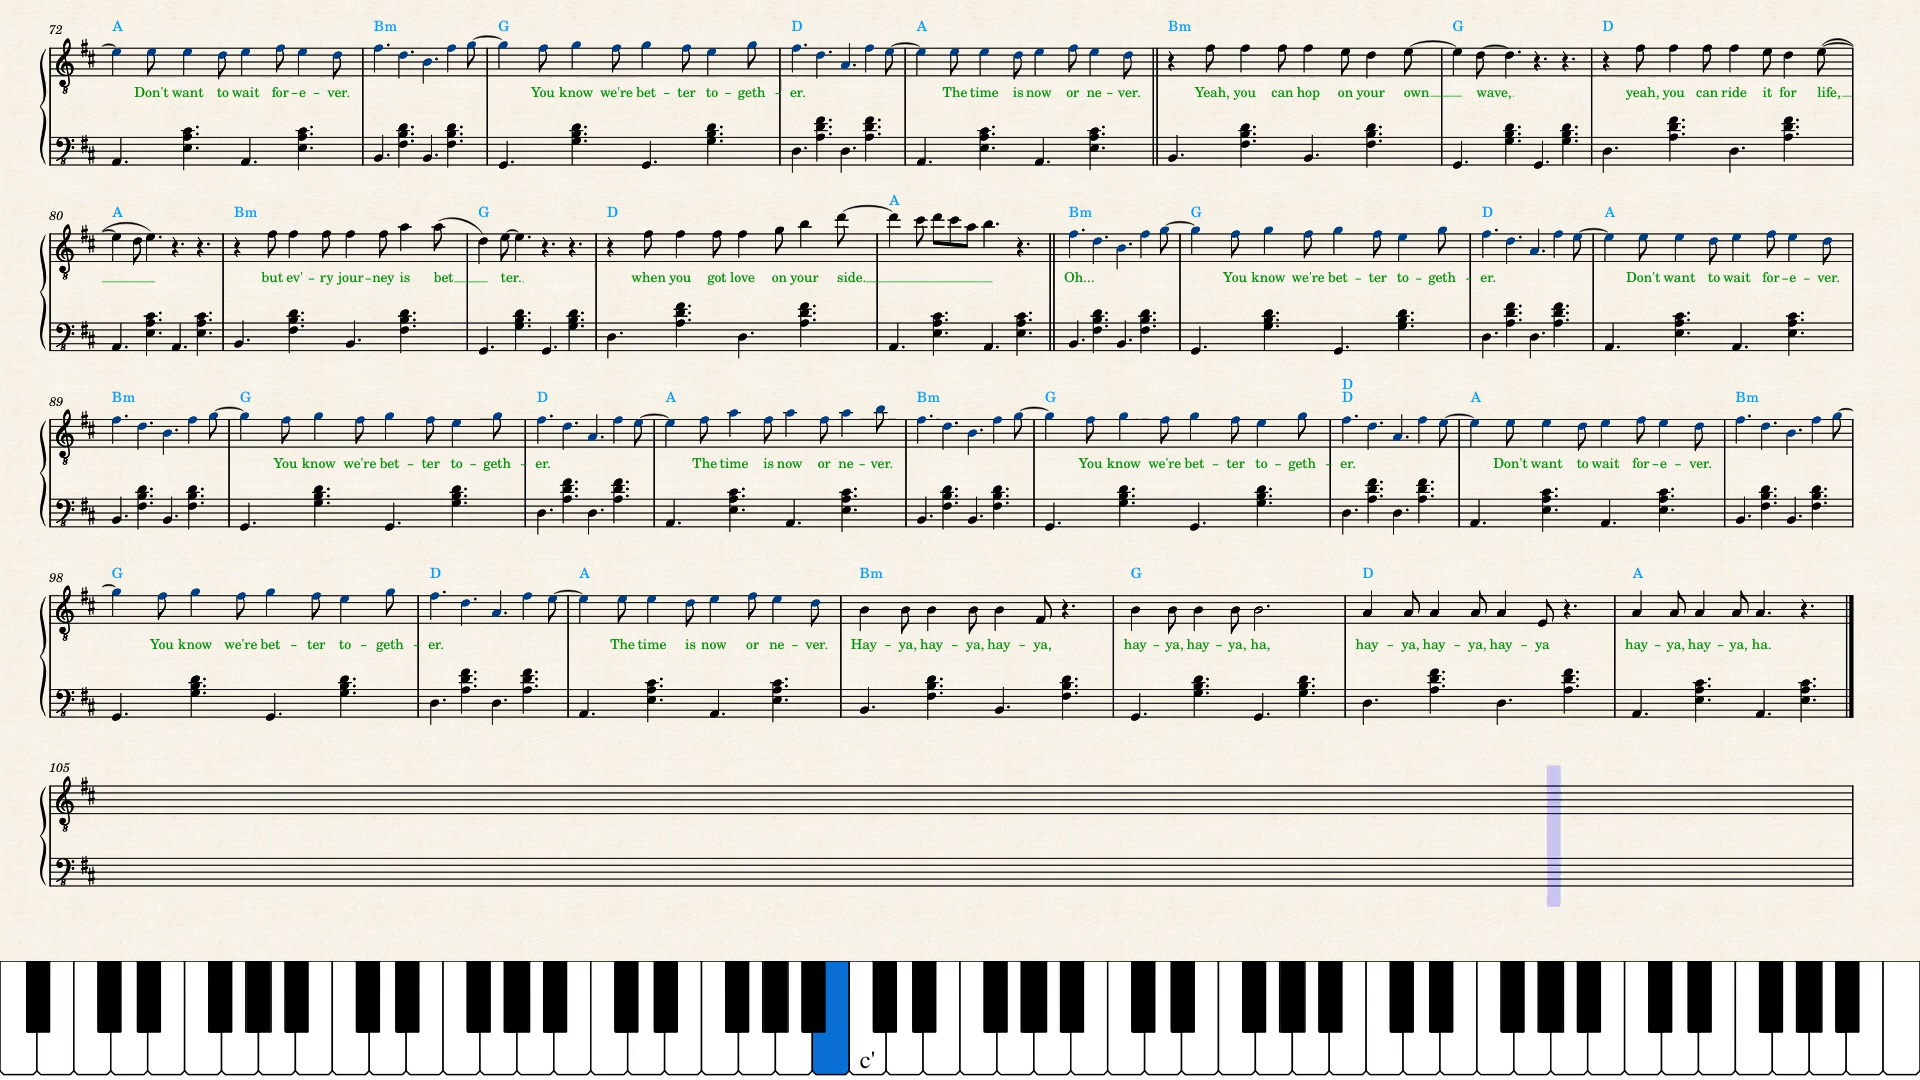 72 A Bm G D A Bm G D
Don't want to wait for – e – ver. You know we're bet – ter to – geth – er. The time is now or ne – ver. Yeah, you can hop on your own wave, yeah, you can ride it for life,
80 A Bm G D A Bm G D A
but ev' – ry jour – ney is bet ter. when you got love on your side. Oh... You know we're bet – ter to – geth – er. Don't want to wait for – e – ver.
D
89 Bm G D A Bm G D A Bm
You know we're bet – ter to – geth – er. The time is now or ne – ver. You know we're bet – ter to – geth – er. Don't want to wait for – e – ver.
98 G D A Bm G D A
You know we're bet – ter to – geth – er. The time is now or ne – ver. Hay – ya, hay – ya, hay – ya, hay – ya, hay – ya, ha, hay – ya, hay – ya, hay – ya hay – ya, hay – ya, ha.
105
c'